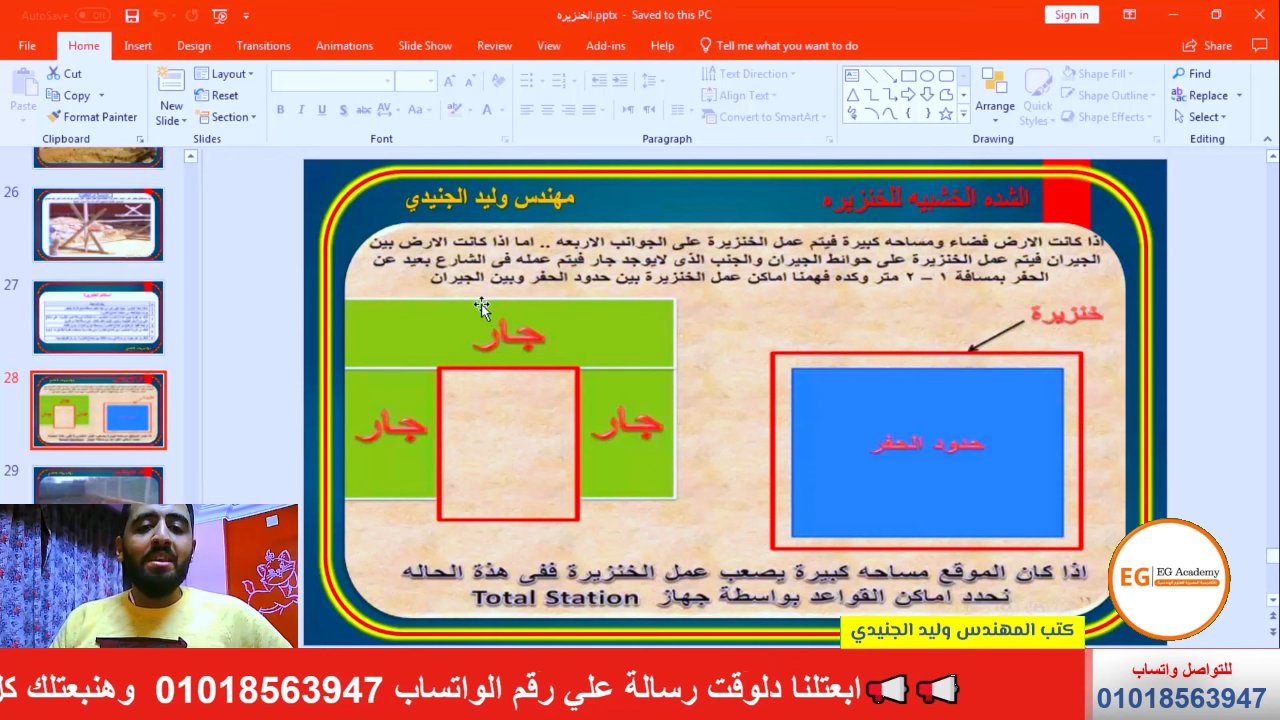 AutoSave Off
الخنزيره.pptx - Saved to this PC
Sign in
File Home Insert Design Transitions Animations Slide Show Review View Add-ins Help Tell me what you want to do Share
Paste
Cut
Copy
Format Painter
Clipboard
New Slide
Layout
Reset
Section
Slides
B I U S abc AV Aa A
Font
Text Direction
Align Text
Convert to SmartArt
Paragraph
Arrange
Quick Styles
Shape Fill
Shape Outline
Shape Effects
Drawing
Find
Replace
Select
Editing
26
27
28
29
الشده الخشبيه للخنزيره
مهندس وليد الجنيدي
اذا كانت الارض فضاء ومساحه كبيرة فيتم عمل الخنزيرة على الجوانب الاربعه .. اما اذا كانت الارض بين
الجيران فيتم عمل الخنزيرة على حوائط الجيران والجنب الذى لايوجد جار فيتم عمله فى الشارع بعيد عن
الحفر بمسافة ١ – ٢ متر وكده فهمنا اماكن عمل الخنزيرة بين حدود الحفر وبين الجيران
خنزيرة
جار
جار
جار
حدود الحفر
اذا كان الموقع مساحه كبيرة يصعب عمل الخنزيرة ففى هذة الحاله
تحدد اماكن القواعد بواسطة جهاز Total Station
EG EG Academy
كتب المهندس وليد الجنيدي
ابعتلنا دلوقت رسالة علي رقم الواتساب 01018563947 وهنبعتلك كل
للتواصل واتساب
01018563947